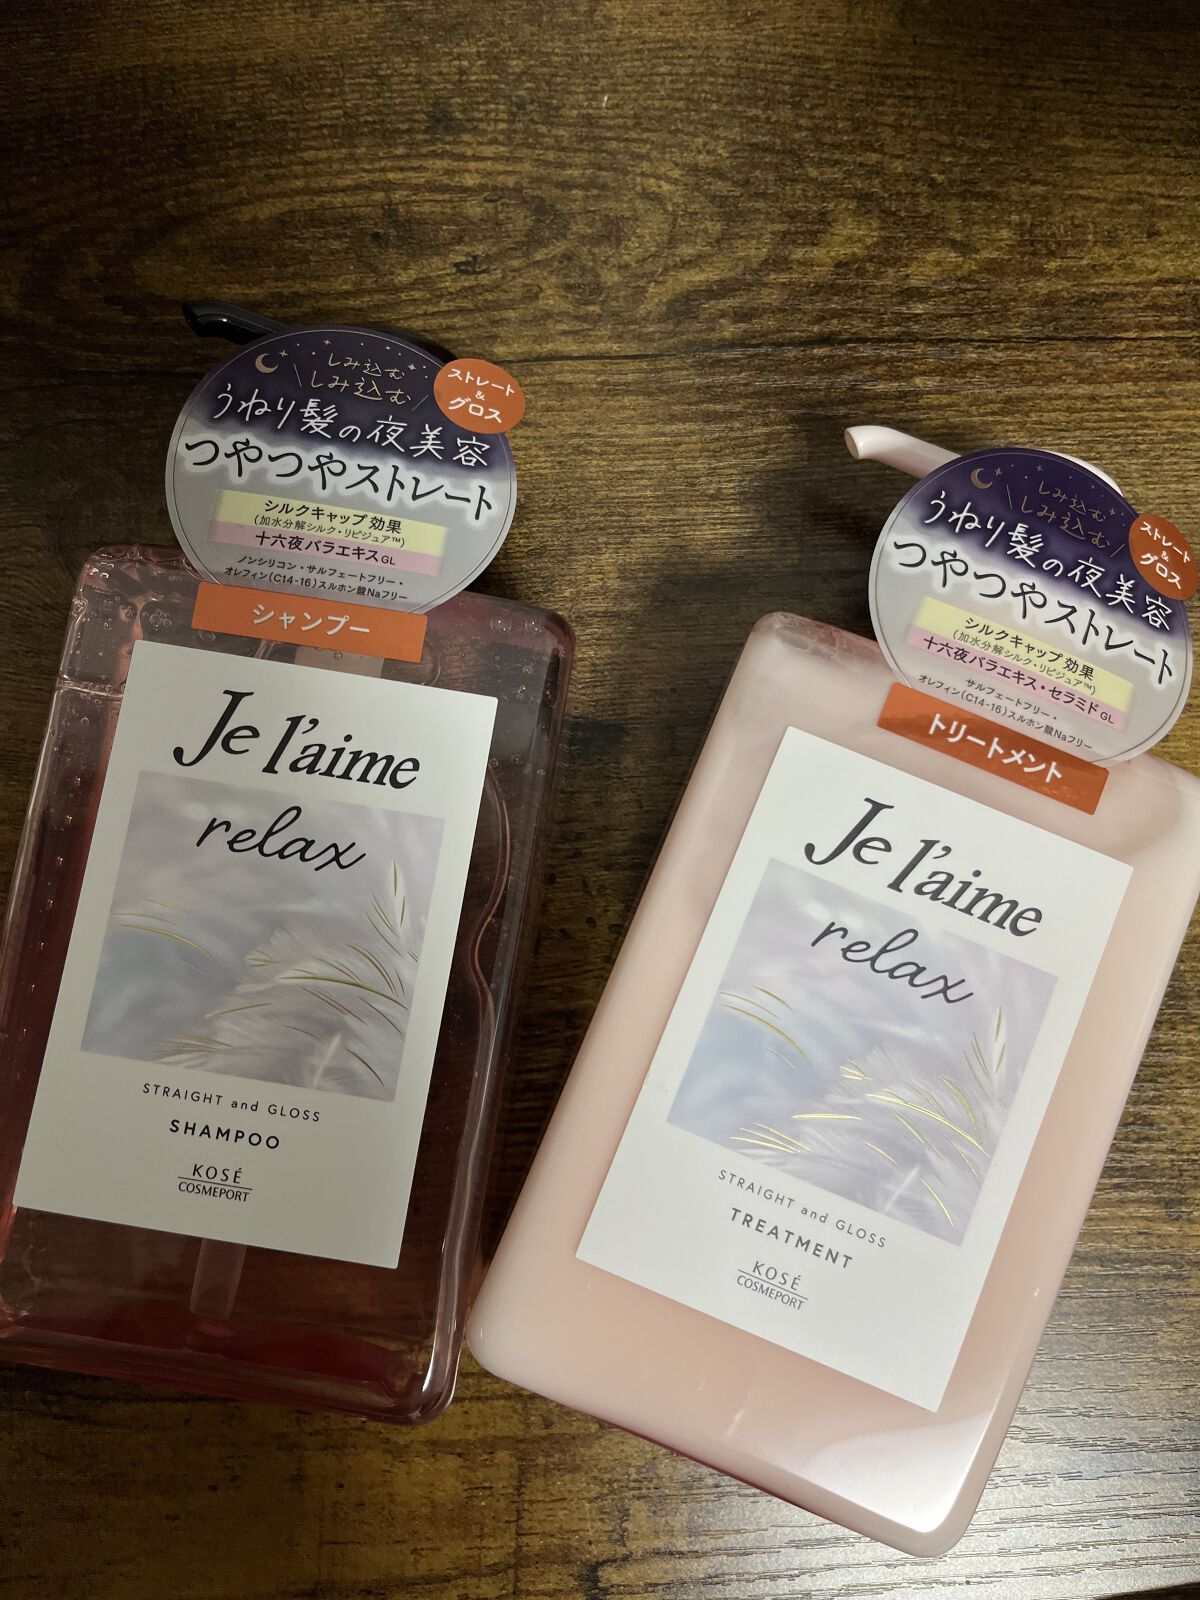 しみ込む
\しみ込む/
うねり髪の夜美容
つやつやストレート
ストレート
&
グロス
シルクキャップ効果
(加水分解シルク・リピジュア™)
十六夜バラエキスGL
ノンシリコン・サルフェートフリー・
オレフィン(C14-16)スルホン酸Naフリー
シャンプー
Je l'aime
relax
STRAIGHT and GLOSS
SHAMPOO
KOSÉ
COSMEPORT
しみ込む
\しみ込む/
うねり髪の夜美容
つやつやストレート
ストレート
&
グロス
シルクキャップ効果
(加水分解シルク・リピジュア™)
十六夜バラエキス・セラミドGL
サルフェートフリー・
オレフィン(C14-16)スルホン酸Naフリー
トリートメント
Je l'aime
relax
STRAIGHT and GLOSS
TREATMENT
KOSÉ
COSMEPORT